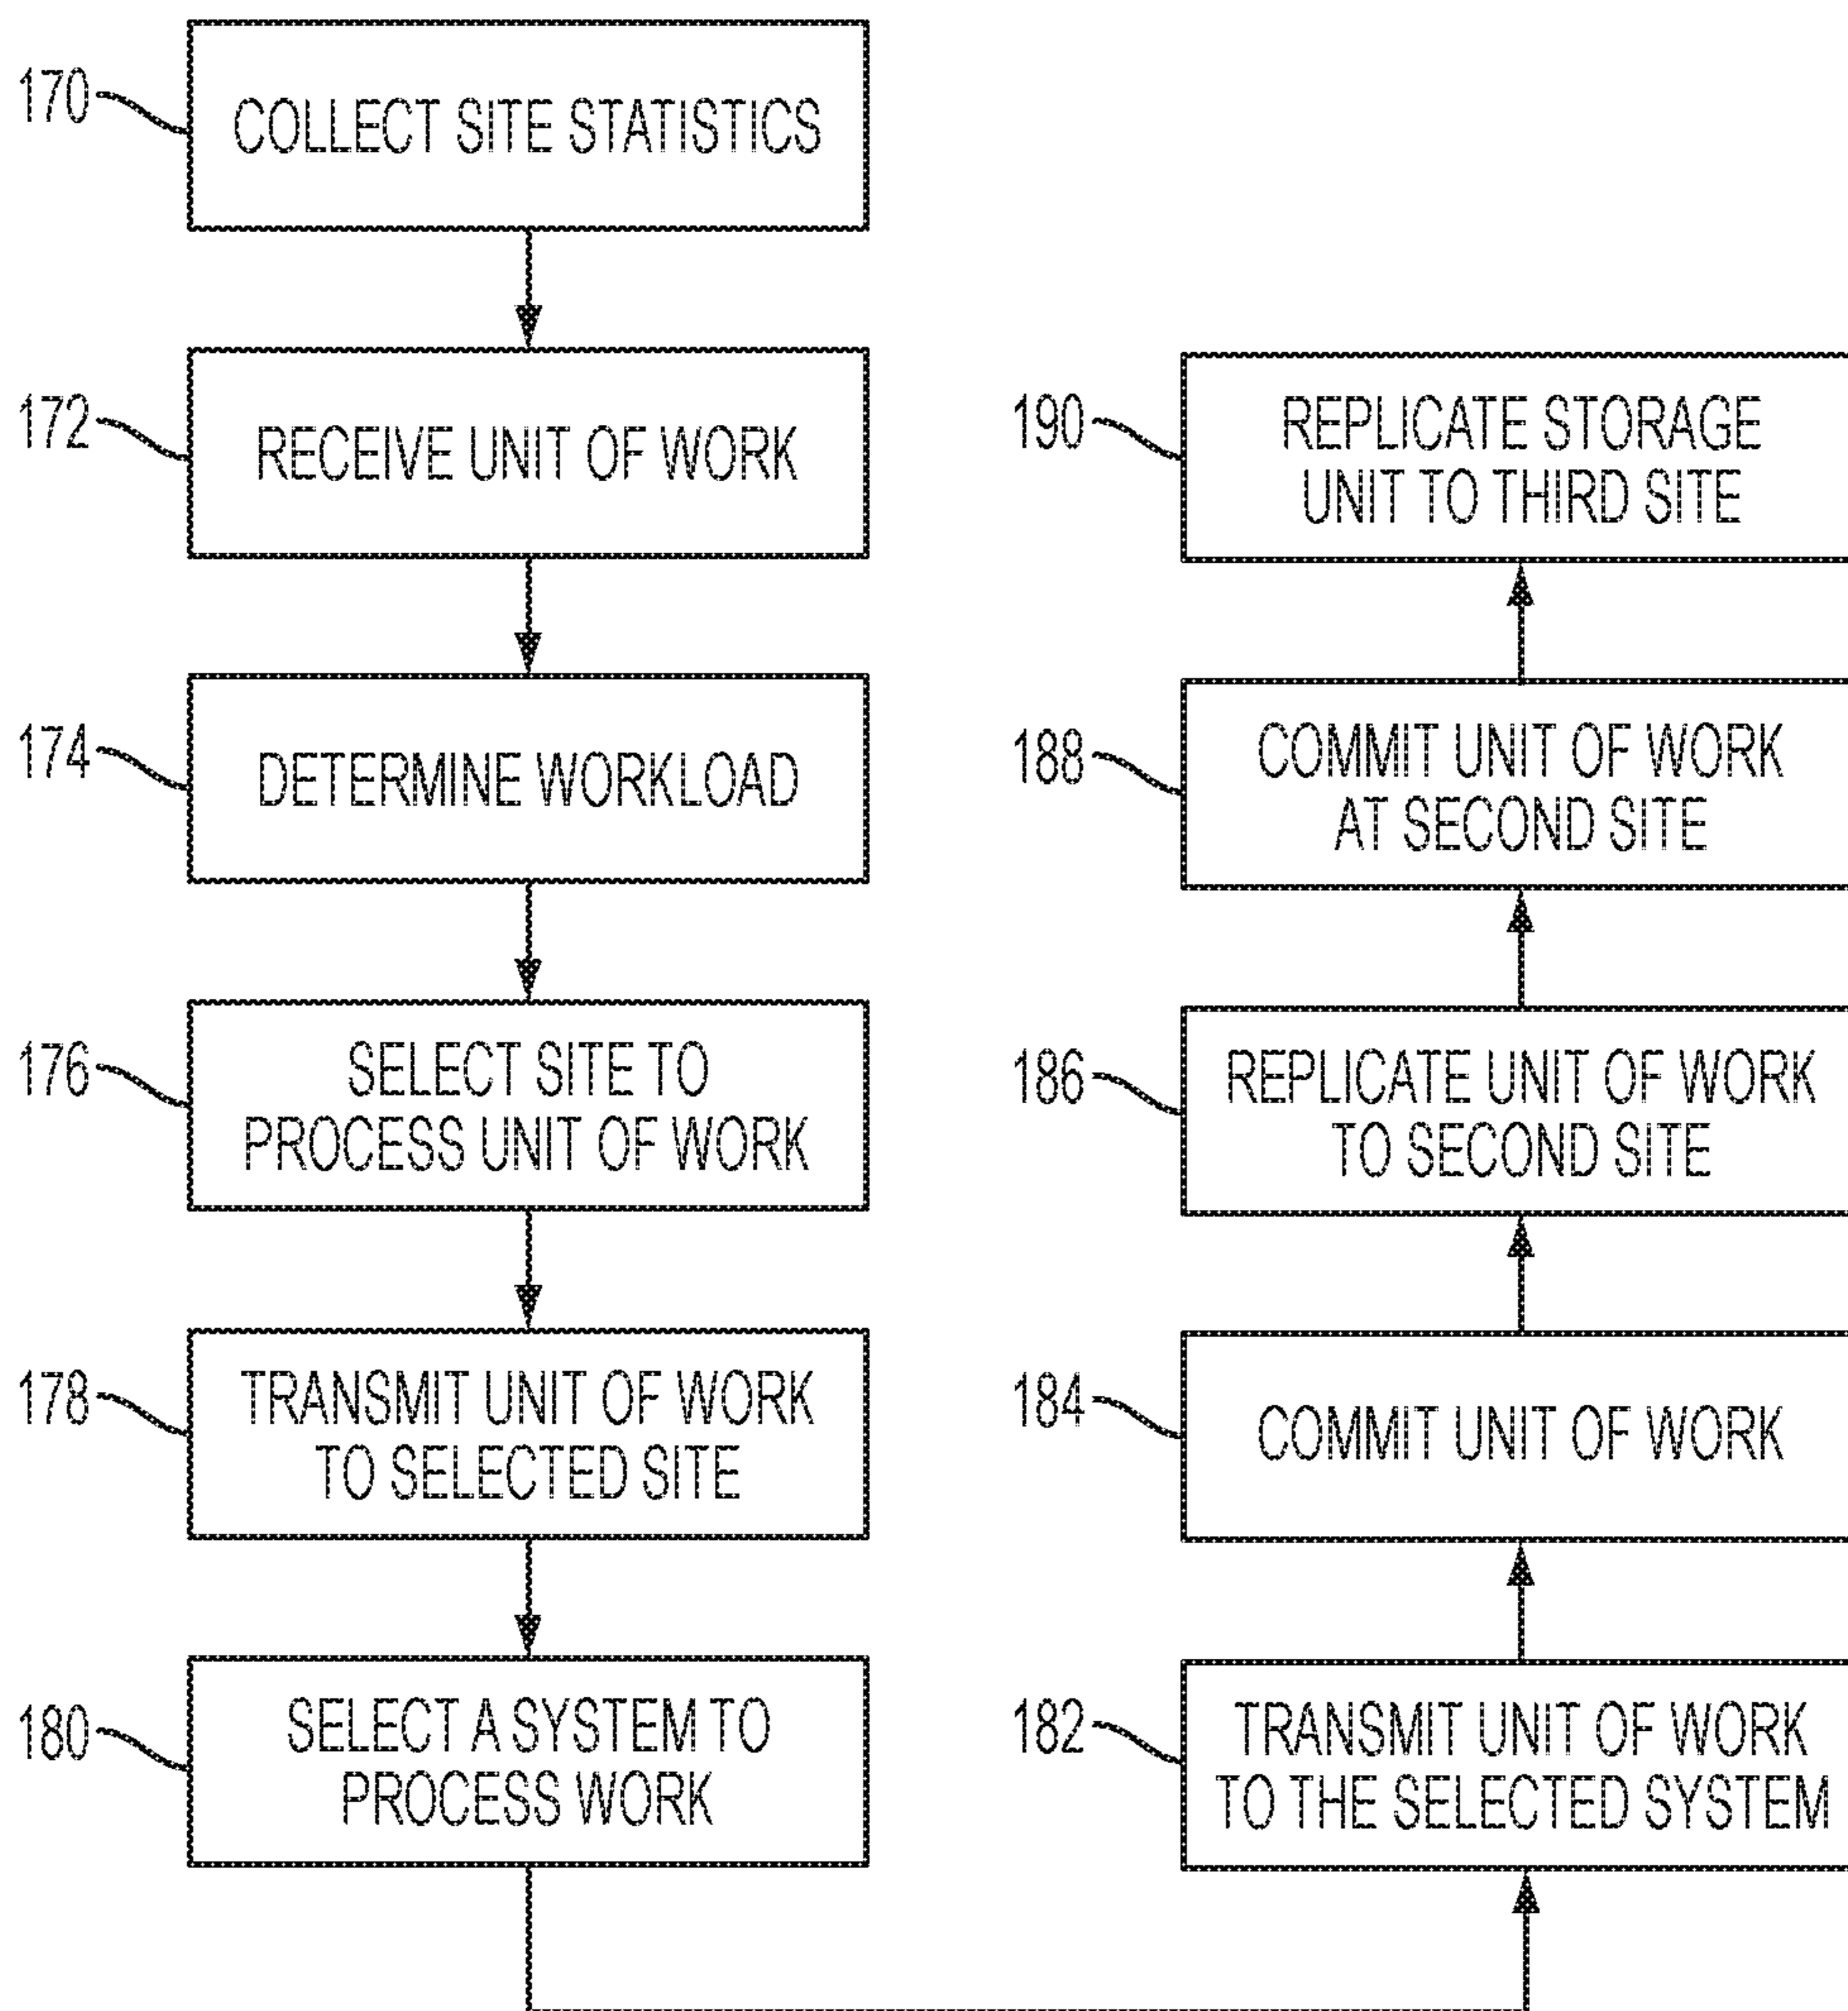 170
COLLECT SITE STATISTICS
172
RECEIVE UNIT OF WORK
174
DETERMINE WORKLOAD
176
SELECT SITE TO
PROCESS UNIT OF WORK
178
TRANSMIT UNIT OF WORK
TO SELECTED SITE
180
SELECT A SYSTEM TO
PROCESS WORK
190
REPLICATE STORAGE
UNIT TO THIRD SITE
188
COMMIT UNIT OF WORK
AT SECOND SITE
186
REPLICATE UNIT OF WORK
TO SECOND SITE
184
COMMIT UNIT OF WORK
182
TRANSMIT UNIT OF WORK
TO THE SELECTED SYSTEM